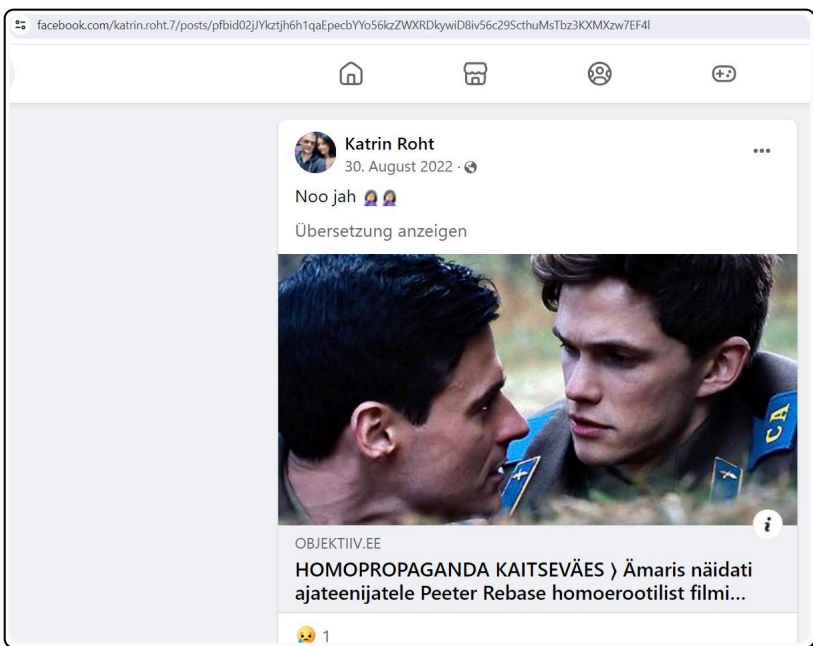 facebook.com/katrin.roht.7/posts/pfbid02jJYkztjh6h1qaEpecbYYo56kzZWXRDkywiD8iv56c29ScthuMsTbz3KXMXzw7EF4l
Katrin Roht
30. August 2022 ·
Noo jah 🤦🏽‍♀️🤦🏽‍♀️
Übersetzung anzeigen
CA
i
OBJEKTIIV.EE
HOMOPROPAGANDA KAITSEVÄES ⟩ Ämaris näidati
ajateenijatele Peeter Rebase homoerootilist filmi...
😢 1